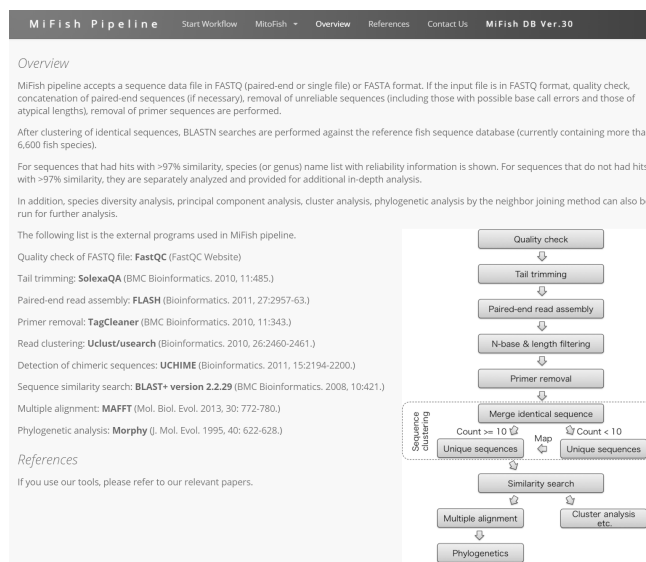 MiFish Pipeline Start Workflow MitoFish Overview References Contact Us MiFish DB Ver.30
Overview
MiFish pipeline accepts a sequence data file in FASTQ (paired-end or single file) or FASTA format. If the input file is in FASTQ format, quality check,
concatenation of paired-end sequences (if necessary), removal of unreliable sequences (including those with possible base call errors and those of
atypical lengths), removal of primer sequences are performed.
After clustering of identical sequences, BLASTN searches are performed against the reference fish sequence database (currently containing more tha
6,600 fish species).
For sequences that had hits with >97% similarity, species (or genus) name list with reliability information is shown. For sequences that do not had hits
with >97% similarity, they are separately analyzed and provided for additional in-depth analysis.
In addition, species diversity analysis, principal component analysis, cluster analysis, phylogenetic analysis by the neighbor joining method can also b
run for further analysis.
The following list is the external programs used in MiFish pipeline.
Quality check of FASTQ file: FastQC (FastQC Website)
Tail trimming: SolexaQA (BMC Bioinformatics. 2010, 11:485.)
Paired-end read assembly: FLASH (Bioinformatics. 2011, 27:2957-63.)
Primer removal: TagCleaner (BMC Bioinformatics. 2010, 11:343.)
Read clustering: Uclust/usearch (Bioinformatics. 2010, 26:2460-2461.)
Detection of chimeric sequences: UCHIME (Bioinformatics. 2011, 15:2194-2200.)
Sequence similarity search: BLAST+ version 2.2.29 (BMC Bioinformatics. 2008, 10:421.)
Multiple alignment: MAFFT (Mol. Biol. Evol. 2013, 30: 772-780.)
Phylogenetic analysis: Morphy (J. Mol. Evol. 1995, 40: 622-628.)
References
If you use our tools, please refer to our relevant papers.
Quality check
Tail trimming
Paired-end read assembly
N-base & length filtering
Primer removal
Merge identical sequence
Sequence
clustering
Count >= 10 Map Count < 10
Unique sequences Unique sequences
Similarity search
Multiple alignment Cluster analysis
etc.
Phylogenetics